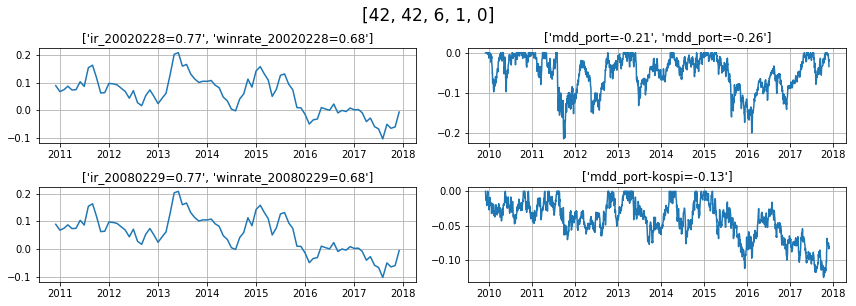 [42, 42, 6, 1, 0]
['ir_20020228=0.77', 'winrate_20020228=0.68']
0.2
0.1
0.0
−0.1
2011 2012 2013 2014 2015 2016 2017 2018
['mdd_port=-0.21', 'mdd_port=-0.26']
0.0
−0.1
−0.2
2010 2011 2012 2013 2014 2015 2016 2017 2018
['ir_20080229=0.77', 'winrate_20080229=0.68']
0.2
0.1
0.0
−0.1
2011 2012 2013 2014 2015 2016 2017 2018
['mdd_port-kospi=-0.13']
0.00
−0.05
−0.10
2010 2011 2012 2013 2014 2015 2016 2017 2018